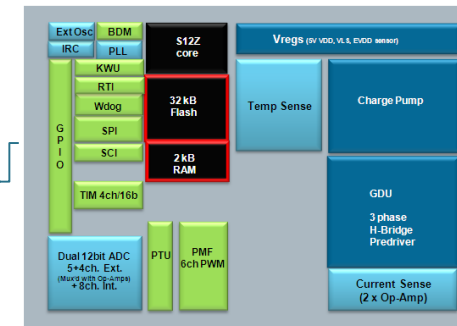 Ext Osc
BDM
IRC
PLL
S12Z
core
Vregs (5V VDD, VLS, EVDD sensor)
KWU
RTI
Wdog
SPI
SCI
GPIO
TIM 4ch/16b
32 kB
Flash
2 kB
RAM
Temp Sense
Charge Pump
GDU
3 phase
H-Bridge
Predriver
Dual 12bit ADC
5+4ch. Ext.
(Mux'd with Op-Amps)
+ 8ch. Int.
PTU
PMF
6ch PWM
Current Sense
(2 x Op-Amp)